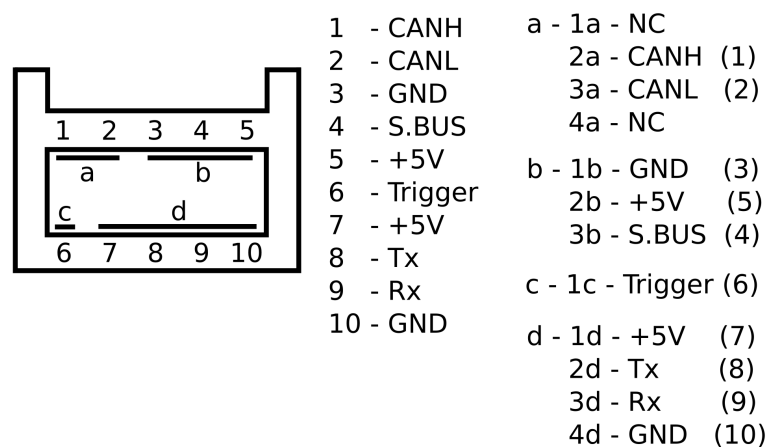 1 2 3 4 5
a b
c d
6 7 8 9 10
1 - CANH
2 - CANL
3 - GND
4 - S.BUS
5 - +5V
6 - Trigger
7 - +5V
8 - Tx
9 - Rx
10 - GND
a - 1a - NC
2a - CANH (1)
3a - CANL (2)
4a - NC
b - 1b - GND (3)
2b - +5V (5)
3b - S.BUS (4)
c - 1c - Trigger (6)
d - 1d - +5V (7)
2d - Tx (8)
3d - Rx (9)
4d - GND (10)